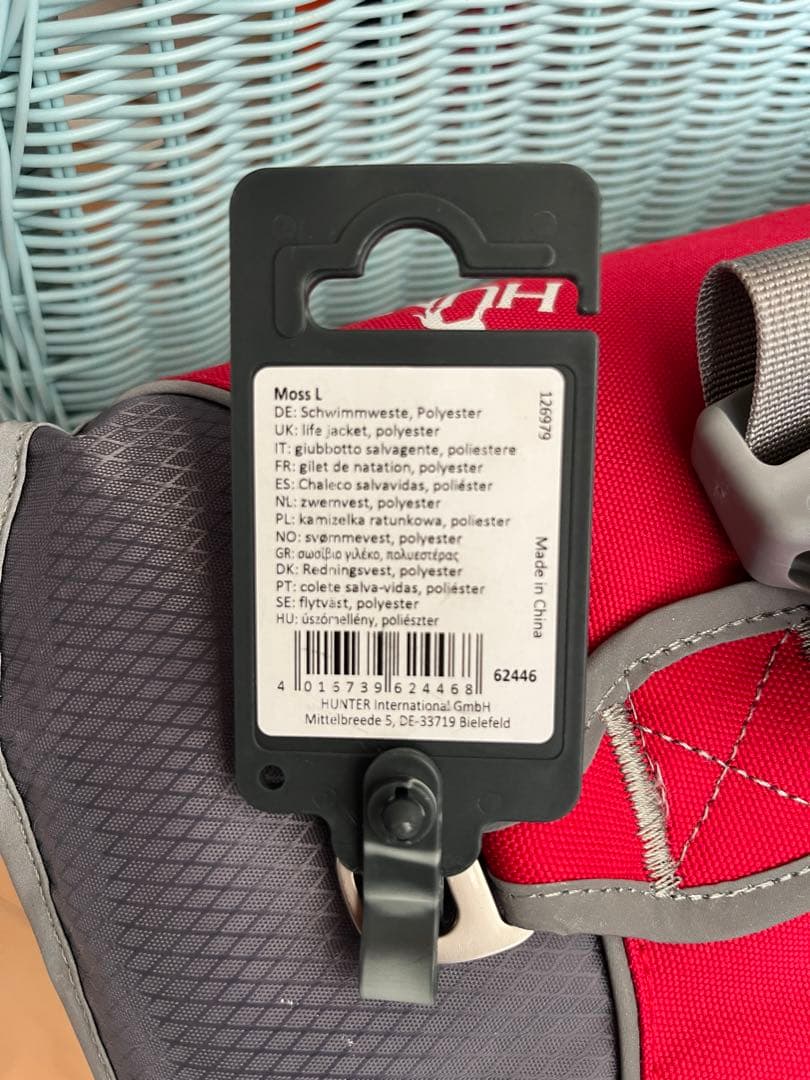 HU
Moss L
DE: Schwimmweste, Polyester
UK: life jacket, polyester
IT: giubbotto salvagente, poliestere
FR: gilet de natation, polyester
ES: Chaleco salvavidas, poliéster
NL: zwemvest, polyester
PL: kamizelka ratunkowa, poliester
NO: svømmevest, polyester
GR: σωσίβιο γιλέκο, πολυεστέρας
DK: Redningsvest, polyester
PT: colete salva-vidas, poliéster
SE: flytväst, polyester
HU: úszómellény, poliészter
126979
Made in China
4 016739 624468
62446
HUNTER International GmbH
Mittelbreede 5, DE-33719 Bielefeld